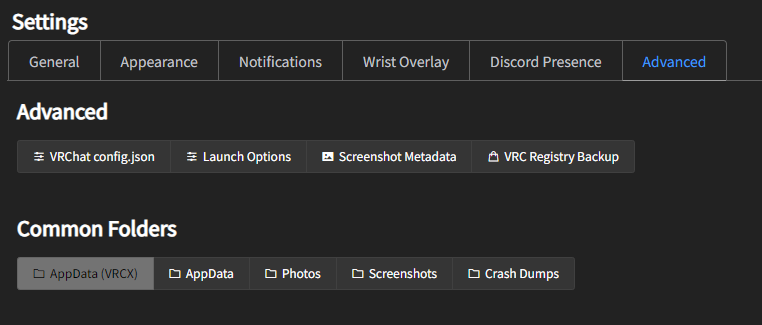 Settings
General Appearance Notifications Wrist Overlay Discord Presence Advanced
Advanced
VRChat config.json Launch Options Screenshot Metadata VRC Registry Backup
Common Folders
AppData (VRCX) AppData Photos Screenshots Crash Dumps